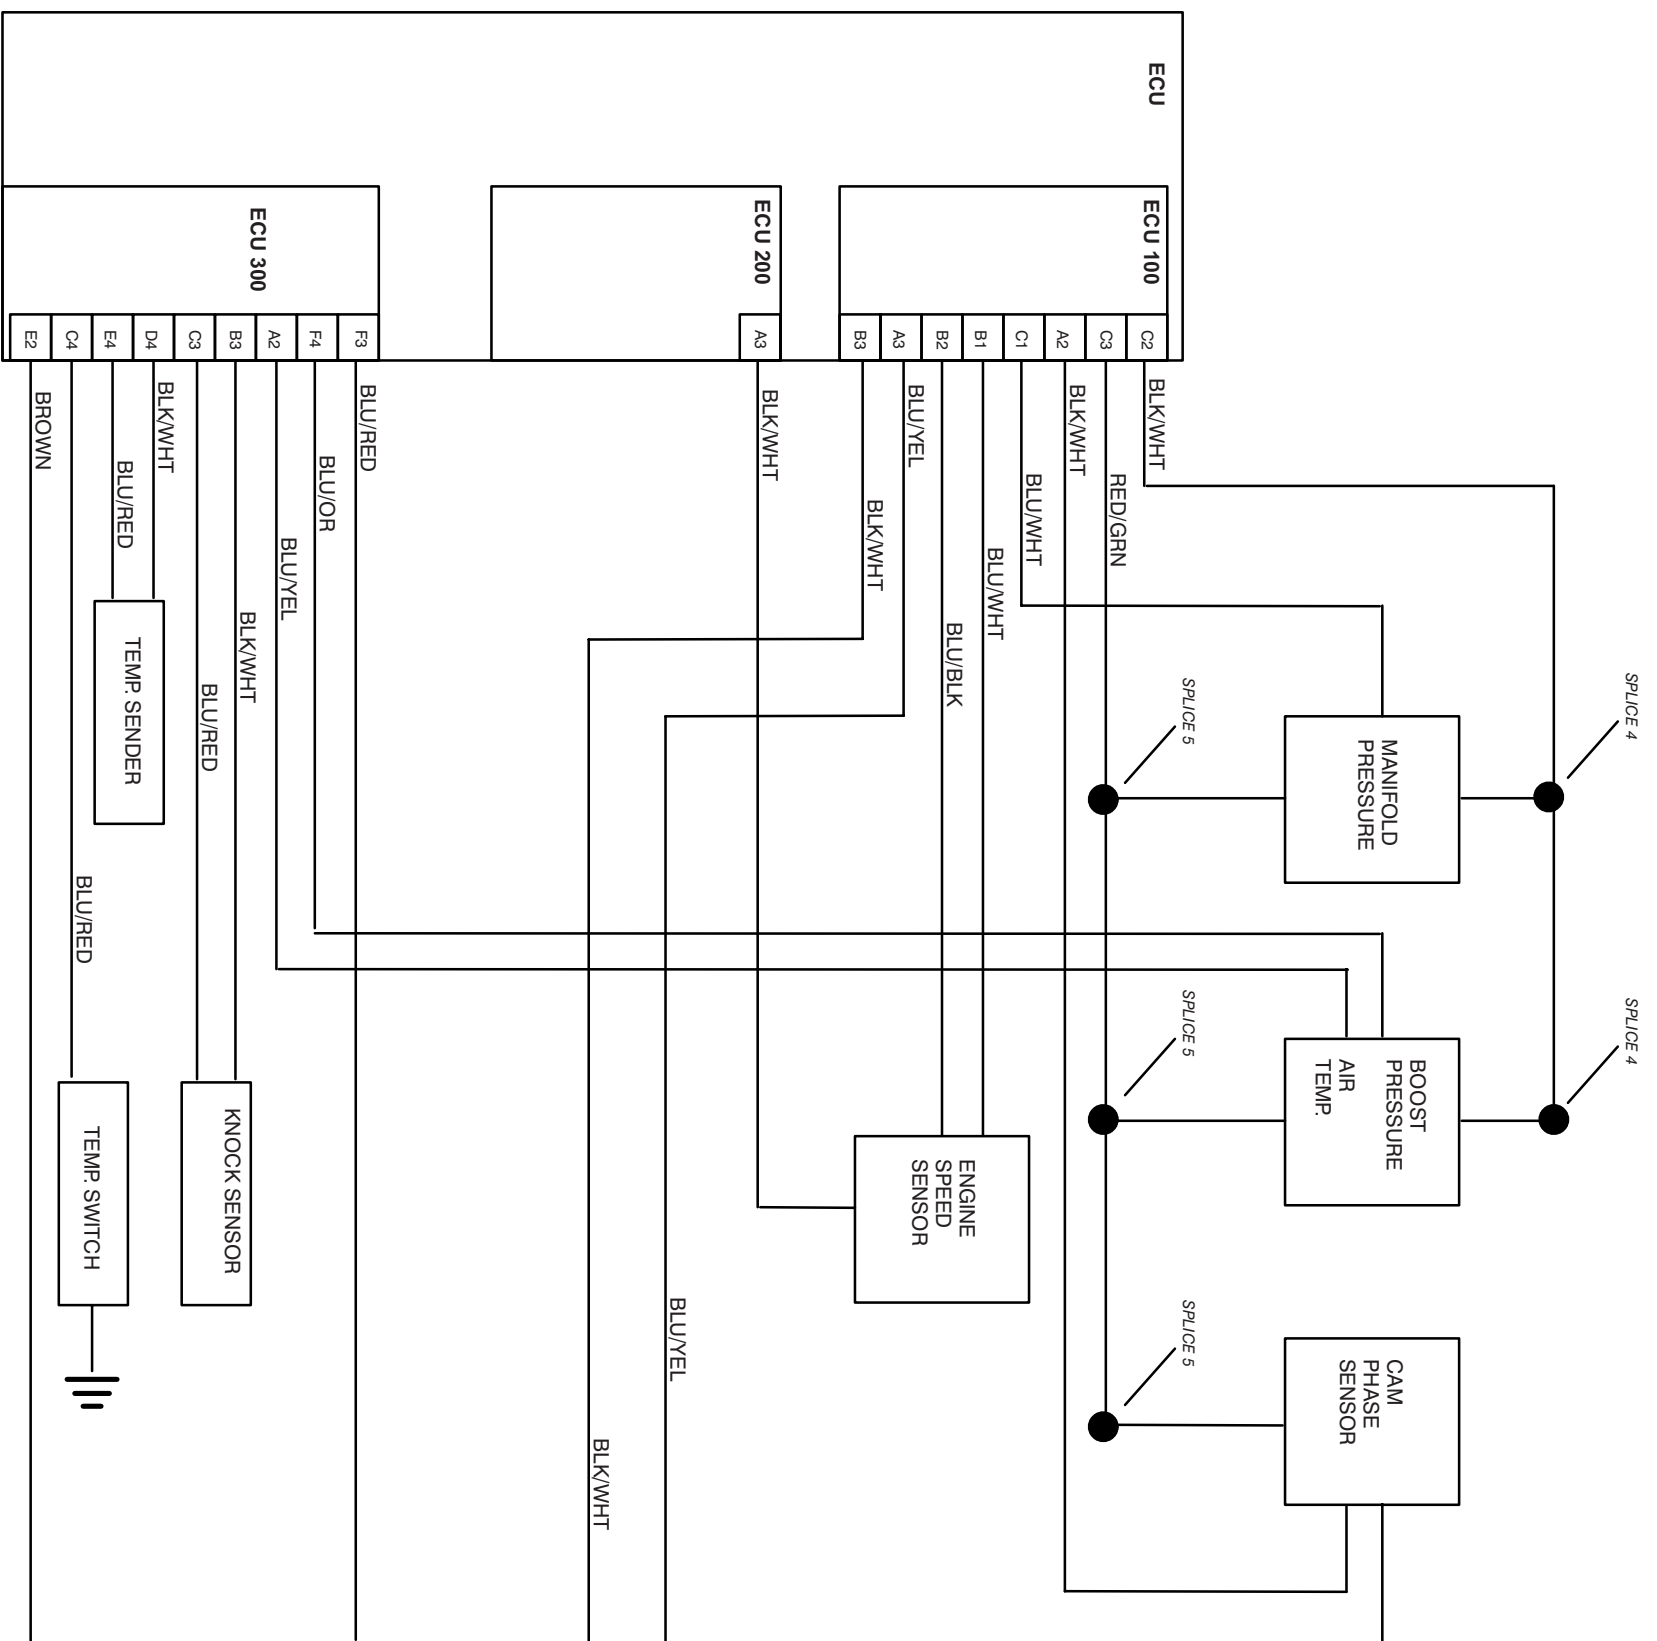 ECU
ECU 100
C2
C3
A2
C1
B1
B2
A3
B3
ECU 200
A3
ECU 300
F3
F4
A2
B3
C3
D4
E4
C4
E2
BLK/WHT
RED/GRN
BLK/WHT
BLU/WHT
BLU/WHT
BLU/BLK
BLU/YEL
BLK/WHT
BLK/WHT
BLU/RED
BLU/OR
BLU/YEL
BLK/WHT
BLU/RED
BLK/WHT
BLU/RED
BLU/RED
BROWN
SPLICE 4
SPLICE 4
SPLICE 5
SPLICE 5
SPLICE 5
MANIFOLD
PRESSURE
BOOST
PRESSURE
AIR
TEMP.
CAM
PHASE
SENSOR
ENGINE
SPEED
SENSOR
BLU/YEL
BLK/WHT
KNOCK SENSOR
TEMP. SENDER
TEMP. SWITCH